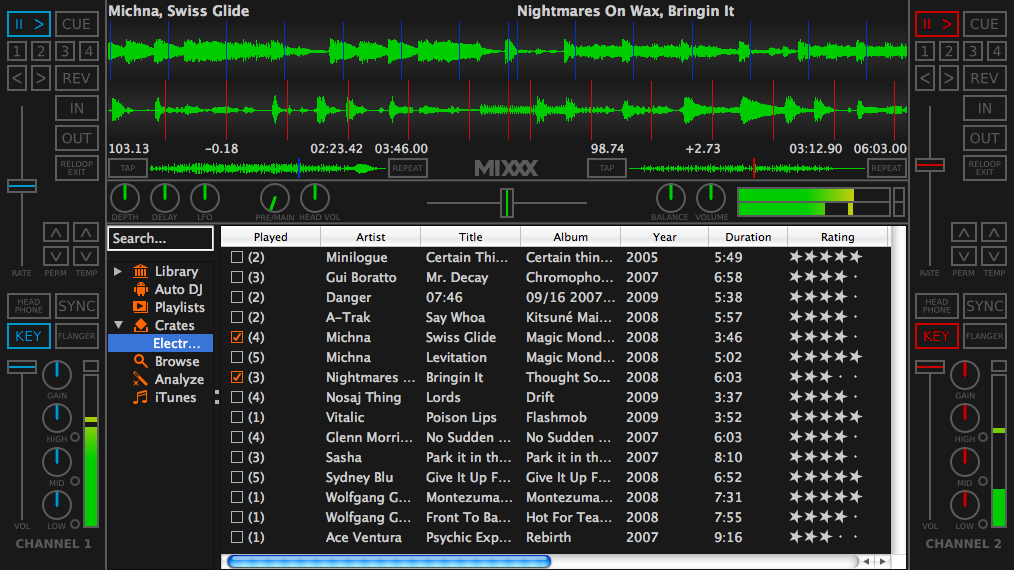 Michna, Swiss Glide
Nightmares On Wax, Bringin It
II > CUE
1 2 3 4
< > REV
IN
OUT
RELOOP EXIT
RATE PERM TEMP
HEAD PHONE SYNC
KEY FLANGER
GAIN
HIGH
MID
VOL LOW
CHANNEL 1
103.13 −0.18 02:23.42 03:46.00
98.74 +2.73 03:12.90 06:03.00
TAP REPEAT MIXXX TAP REPEAT
DEPTH DELAY LFO PRE/MAIN HEAD VOL BALANCE VOLUME
Search...
Library
Auto DJ
Playlists
Crates
Electr...
Browse
Analyze
iTunes
Played Artist Title Album Year Duration Rating
(2) Minilogue Certain Thi... Certain thin... 2005 5:49
(3) Gui Boratto Mr. Decay Chromopho... 2007 6:58
(2) Danger 07:46 09/16 2007... 2009 5:38
(2) A-Trak Say Whoa Kitsuné Mai... 2008 5:57
(4) Michna Swiss Glide Magic Mond... 2008 3:46
(5) Michna Levitation Magic Mond... 2008 5:02
(3) Nightmares ... Bringin It Thought So... 2008 6:03
(4) Nosaj Thing Lords Drift 2009 3:37
(1) Vitalic Poison Lips Flashmob 2009 3:52
(4) Glenn Morri... No Sudden ... No Sudden ... 2007 6:03
(3) Sasha Park it in th... Park it in th... 2007 8:10
(5) Sydney Blu Give It Up F... Give It Up F... 2008 6:52
(1) Wolfgang G... Montezuma... Montezuma... 2008 7:31
(1) Wolfgang G... Front To Ba... Hot For Tea... 2008 7:55
(1) Ace Ventura Psychic Exp... Rebirth 2007 9:16
II > CUE
1 2 3 4
< > REV
IN
OUT
RELOOP EXIT
RATE PERM TEMP
HEAD PHONE SYNC
KEY FLANGER
GAIN
HIGH
MID
VOL LOW
CHANNEL 2